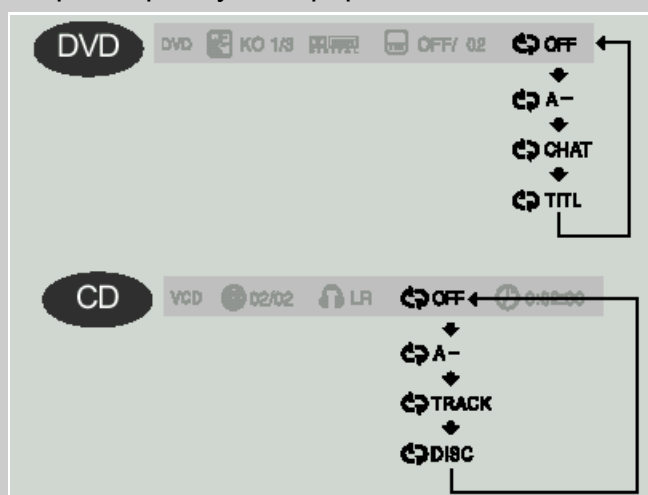 DVD DVD KO 1/3 OFF/ 02 OFF
A-
CHAT
TITL
CD VCD 02/02 LR OFF 0:02:00
A-
TRACK
DISC